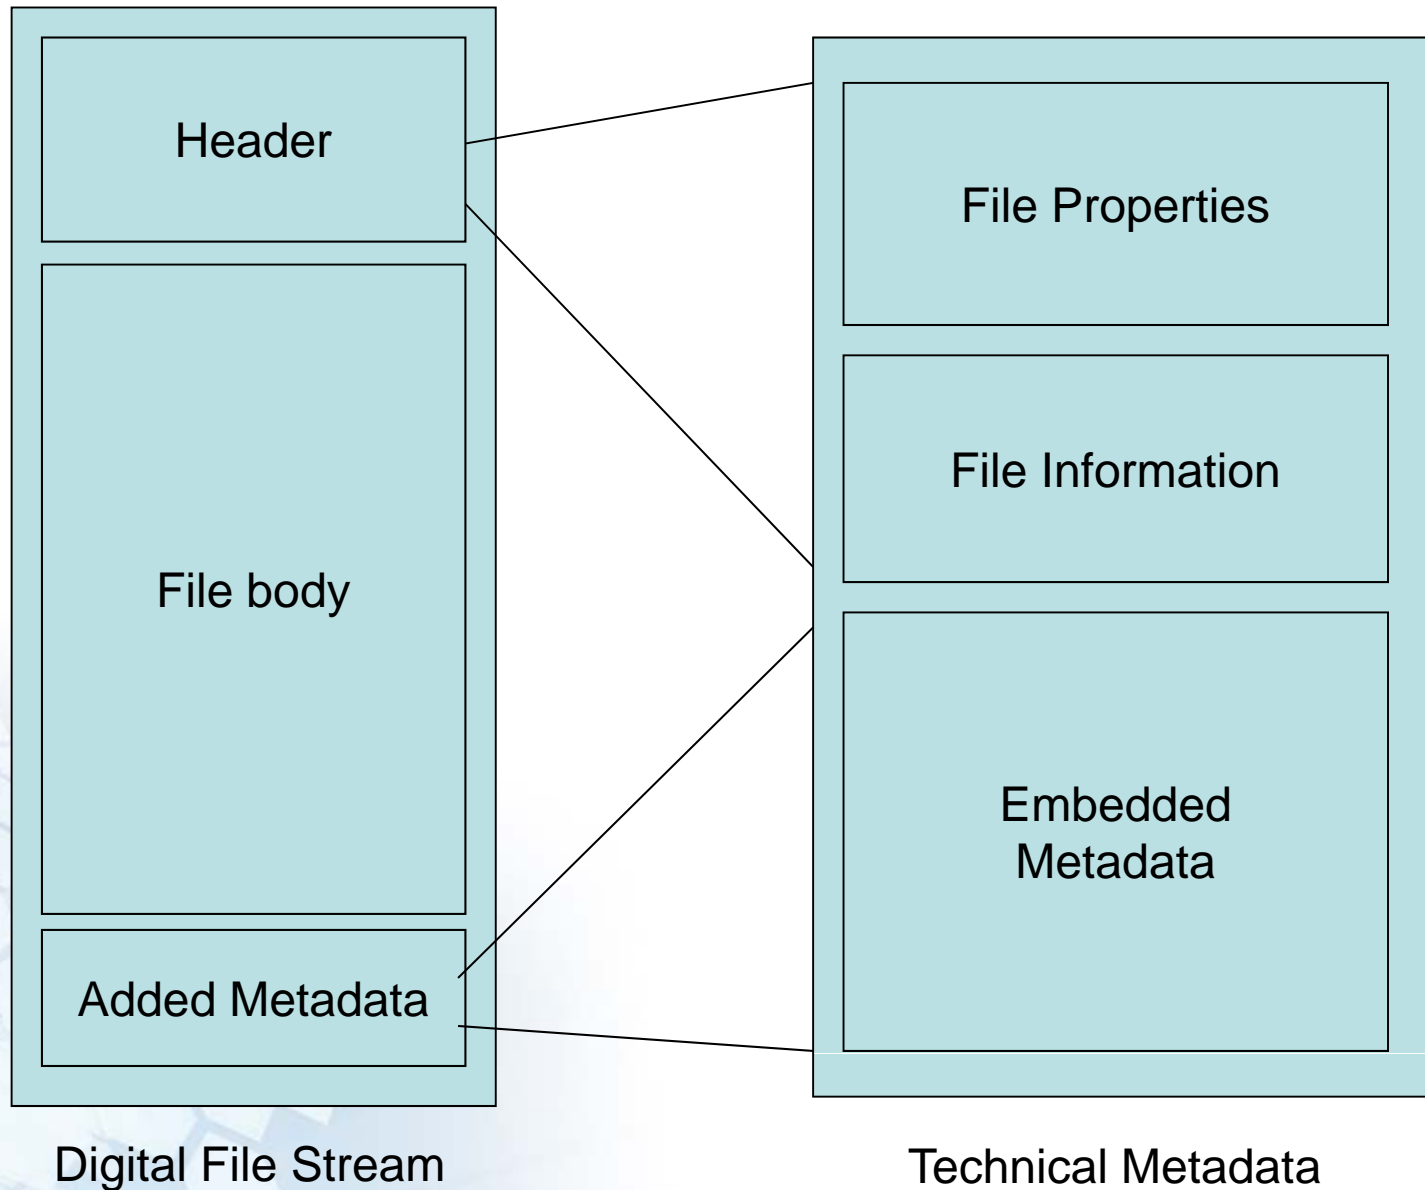 Header
File body
Added Metadata
Digital File Stream
File Properties
File Information
Embedded
Metadata
Technical Metadata